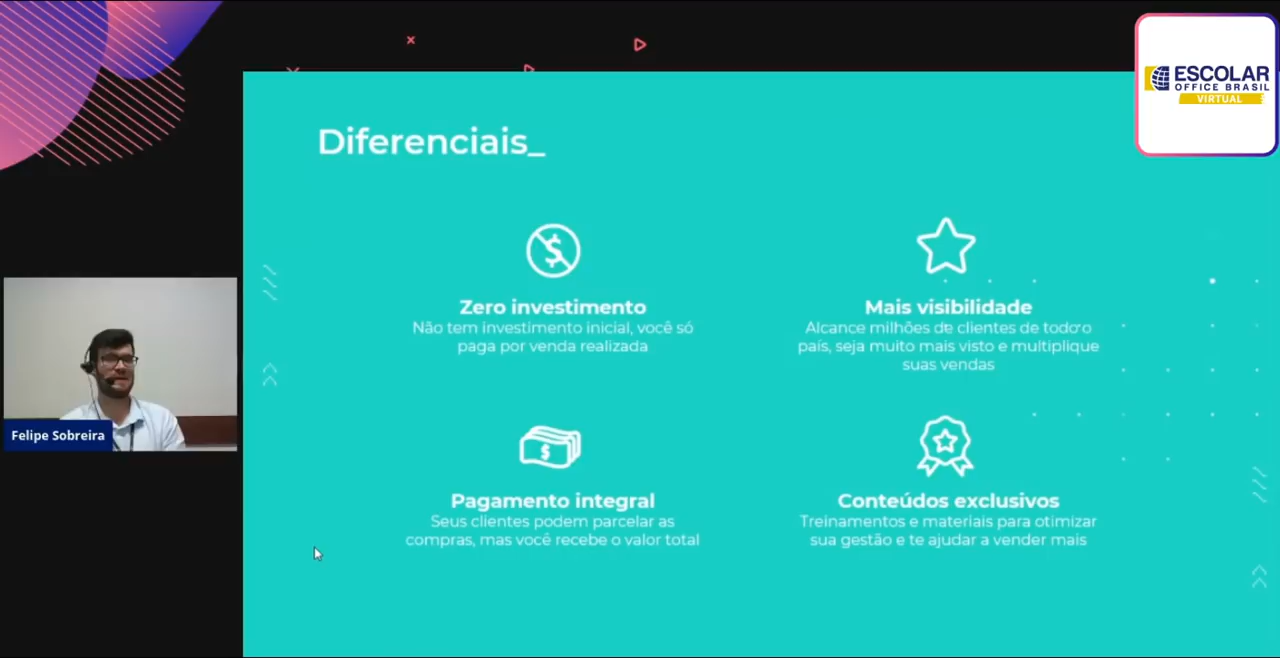 ESCOLAR
OFFICE BRASIL
VIRTUAL
Diferenciais_
Zero investimento
Não tem investimento inicial, você só
paga por venda realizada
Mais visibilidade
Alcance milhões de clientes de todo o
país, seja muito mais visto e multiplique
suas vendas
Pagamento integral
Seus clientes podem parcelar as
compras, mas você recebe o valor total
Conteúdos exclusivos
Treinamentos e materiais para otimizar
sua gestão e te ajudar a vender mais
Felipe Sobreira